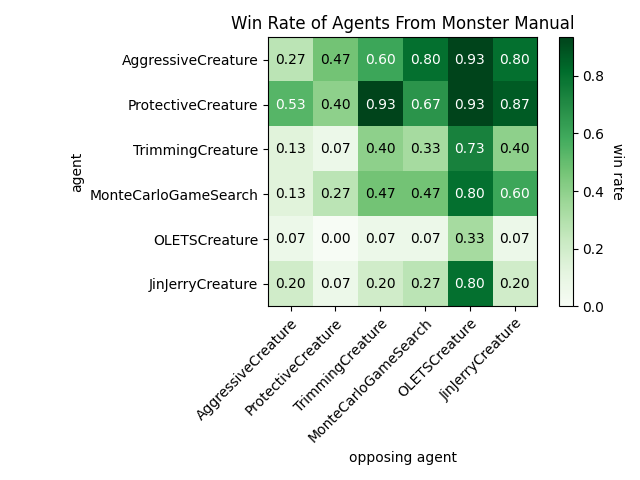 Win Rate of Agents From Monster Manual
AggressiveCreature 0.27 0.47 0.60 0.80 0.93 0.80
ProtectiveCreature 0.53 0.40 0.93 0.67 0.93 0.87
TrimmingCreature 0.13 0.07 0.40 0.33 0.73 0.40
MonteCarloGameSearch 0.13 0.27 0.47 0.47 0.80 0.60
OLETSCreature 0.07 0.00 0.07 0.07 0.33 0.07
JinJerryCreature 0.20 0.07 0.20 0.27 0.80 0.20
agent
AggressiveCreature
ProtectiveCreature
TrimmingCreature
MonteCarloGameSearch
OLETSCreature
JinJerryCreature
opposing agent
0.8
0.6
0.4
0.2
0.0
win rate